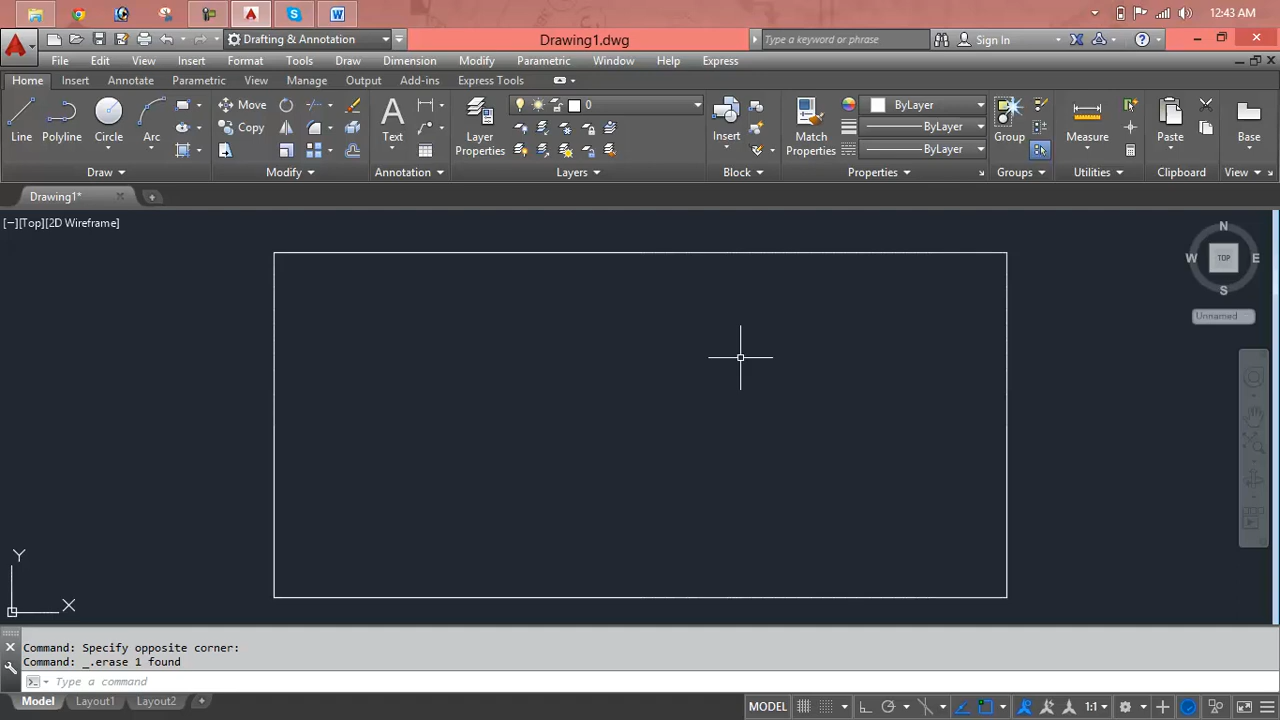 12:43 AM
Drafting & Annotation
Drawing1.dwg
Type a keyword or phrase
Sign In
File Edit View Insert Format Tools Draw Dimension Modify Parametric Window Help Express
Home Insert Annotate Parametric View Manage Output Add-ins Express Tools
Line Polyline Circle Arc
Move
Copy
Text
Layer Properties
0
Insert
Match Properties
ByLayer
ByLayer
ByLayer
Group
Measure
Paste
Base
Draw Modify Annotation Layers Block Properties Groups Utilities Clipboard View
Drawing1*
[−][Top][2D Wireframe]
N
W TOP E
S
Unnamed
Y
X
Command: Specify opposite corner:
Command: _.erase 1 found
Type a command
Model Layout1 Layout2 +
MODEL 1:1